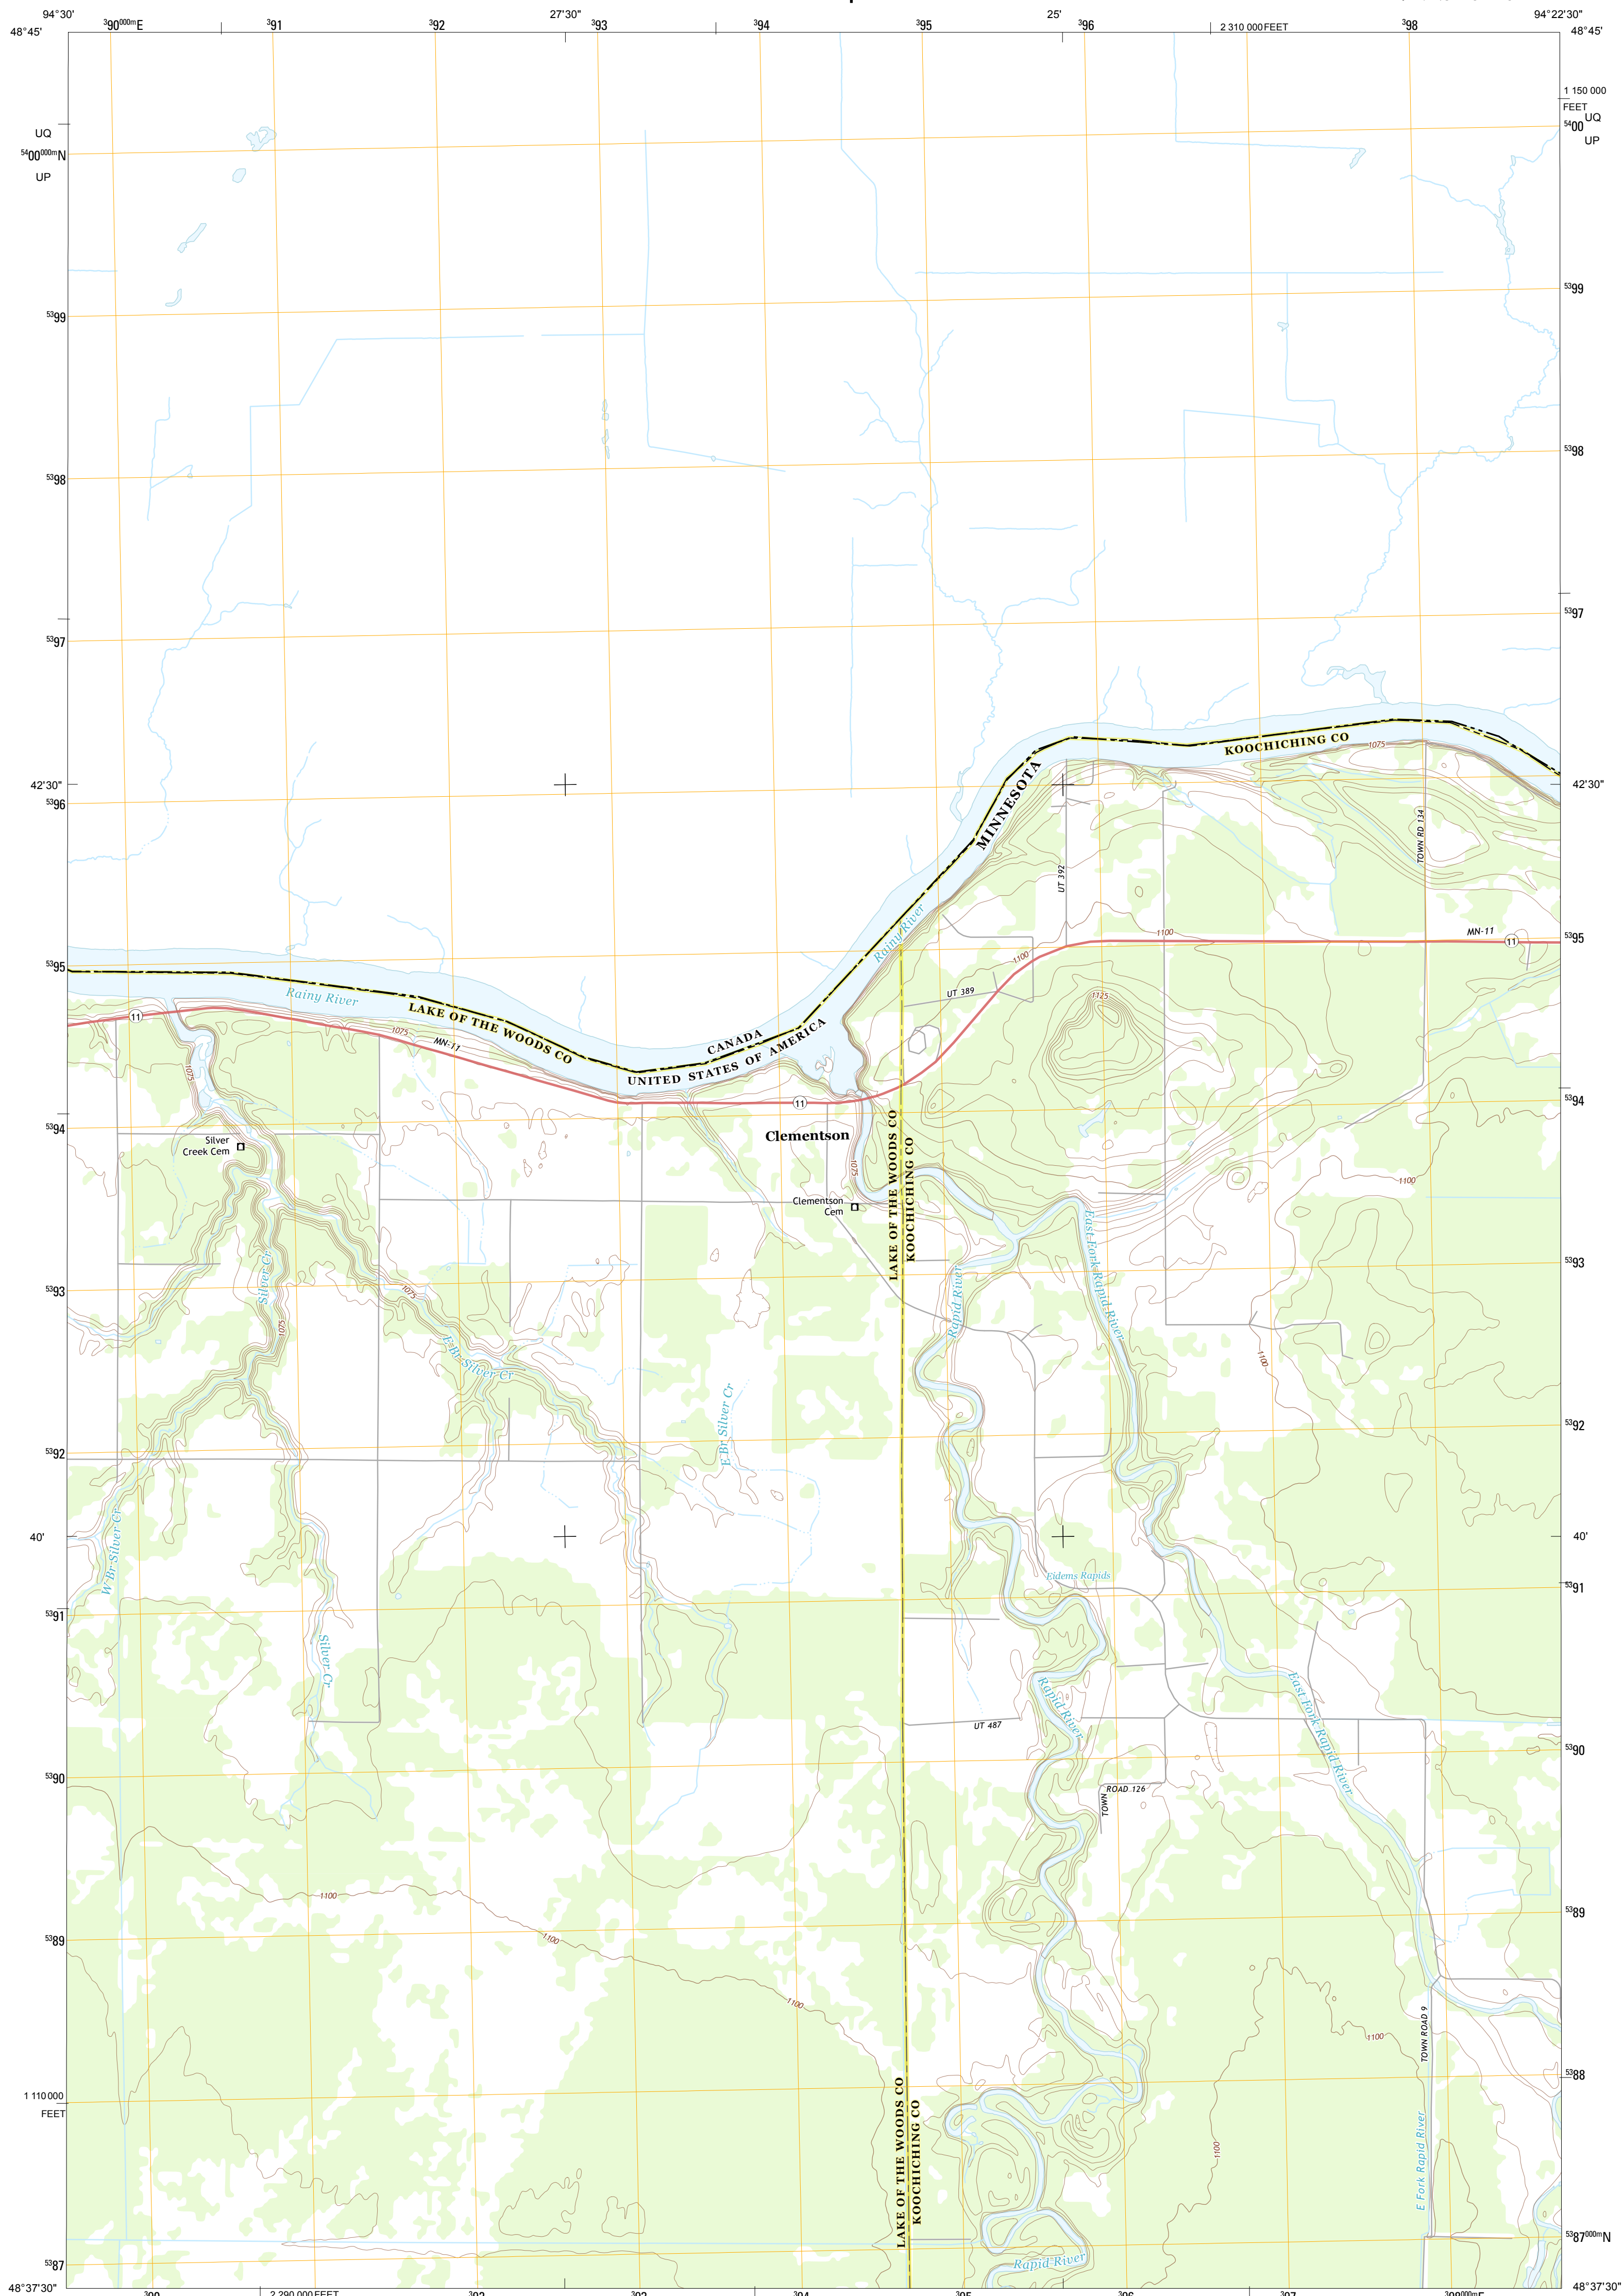 94°30'
³90⁰⁰⁰ᵐE
³91
³92
27'30"
³93
³94
³95
25'
³96
2 310 000 FEET
³98
94°22'30"
48°45'
48°45'
1 150 000
FEET
UQ
UP
⁵⁴00
UQ
⁵⁴00⁰⁰⁰ᵐN
UP
⁵³99
⁵³99
⁵³98
⁵³98
⁵³97
⁵³97
KOOCHICHING CO
1075
MINNESOTA
42'30"
42'30"
⁵³96
TOWN RD 134
UT 392
Rainy River
1100
MN-11
11
⁵³95
⁵³95
1100
Rainy River
UT 389
1125
LAKE OF THE WOODS CO
11
1075
MN-11
CANADA
UNITED STATES OF AMERICA
1075
11
⁵³94
⁵³94
Clementson
Silver
Creek Cem
1075
LAKE OF THE WOODS CO
KOOCHICHING CO
1100
Clementson
Cem
East Fork Rapid River
Silver Cr
⁵³93
⁵³93
1075
Rapid River
1075
E Br Silver Cr
1100
E Br Silver Cr
⁵³92
⁵³92
W Br Silver Cr
40'
40'
Eidems Rapids
⁵³91
⁵³91
Silver Cr
Rapid River
East Fork Rapid River
UT 487
⁵³90
⁵³90
TOWN ROAD 126
1100
1100
⁵³89
⁵³89
1100
1100
TOWN ROAD 9
⁵³88
1 110 000
FEET
LAKE OF THE WOODS CO
KOOCHICHING CO
1100
E Fork Rapid River
⁵³87⁰⁰⁰ᵐN
⁵³87
Rapid River
48°37'30"
2 290 000 FEET
48°37'30"